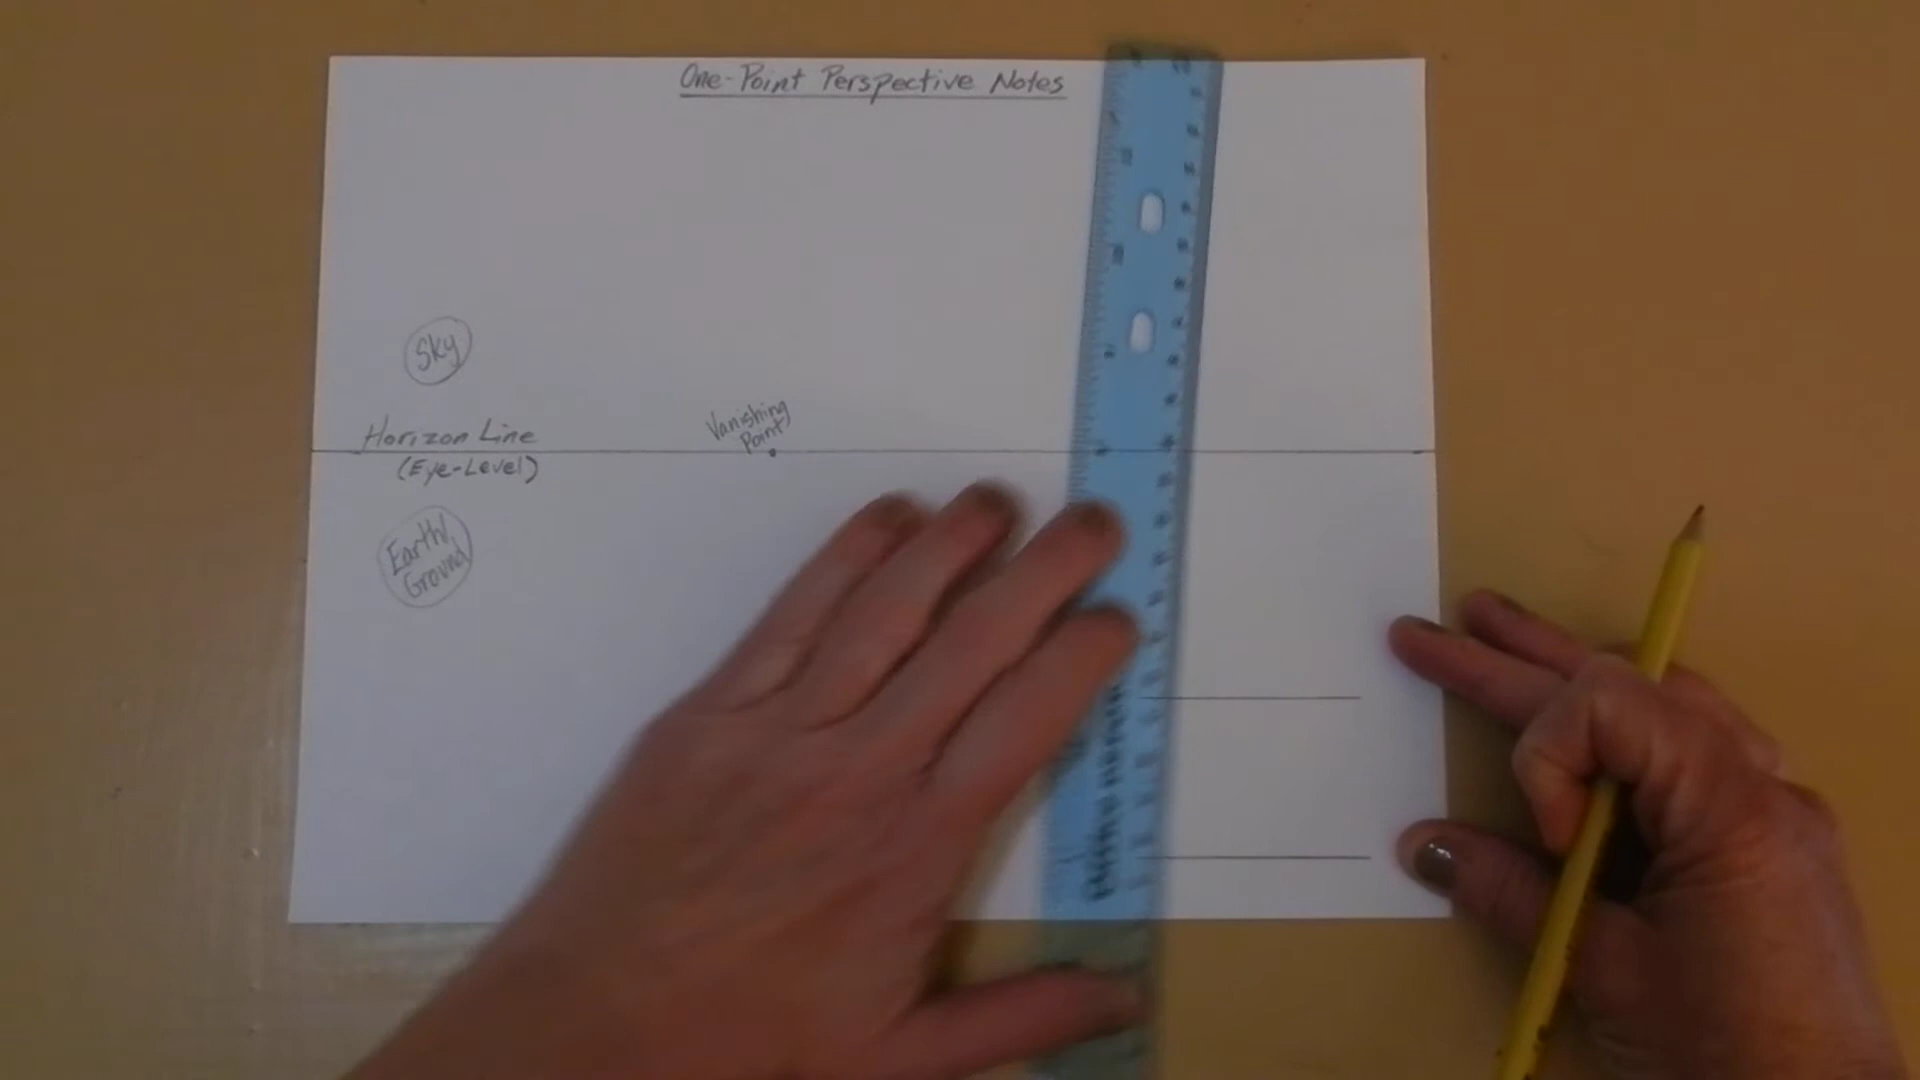 One-Point Perspective Notes
Sky
Vanishing
Point
Horizon Line
(Eye-Level)
Earth/
Ground